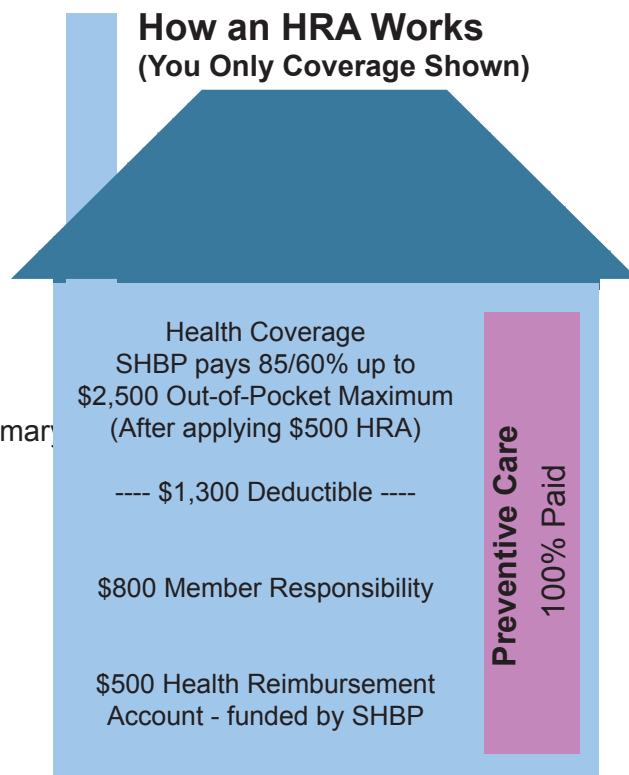 How an HRA Works
(You Only Coverage Shown)
Health Coverage
SHBP pays 85/60% up to
$2,500 Out-of-Pocket Maximum
(After applying $500 HRA)
---- $1,300 Deductible ----
$800 Member Responsibility
$500 Health Reimbursement
Account - funded by SHBP
Preventive Care
100% Paid